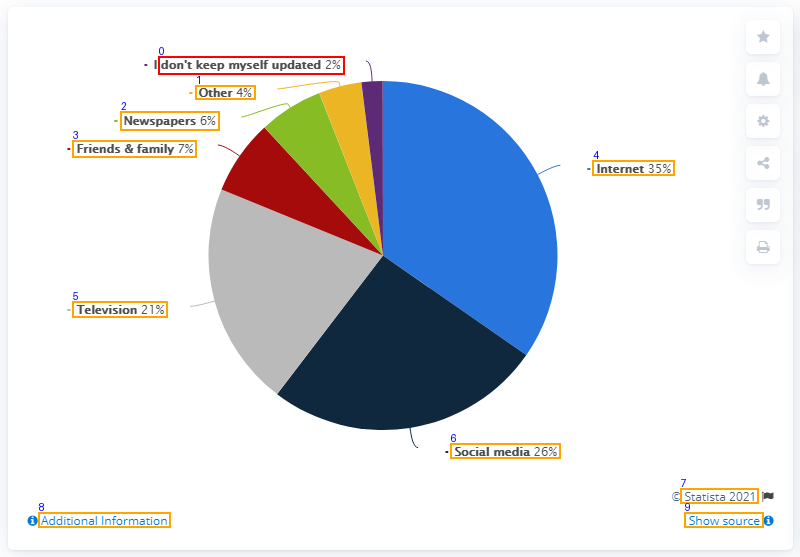 0
I don't keep myself updated 2%
1
Other 4%
2
Newspapers 6%
3
Friends & family 7%
4
Internet 35%
5
Television 21%
6
Social media 26%
7
© Statista 2021
8
Additional Information
9
Show source